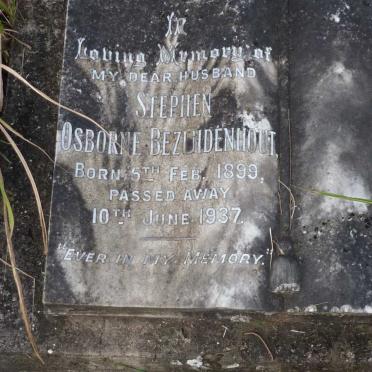 In
Loving Memory of
MY DEAR HUSBAND
STEPHEN
OSBORNE BEZUIDENHOUT,
BORN 5TH FEB. 1899.
PASSED AWAY
10TH JUNE 1937.
"EVER IN MY MEMORY."